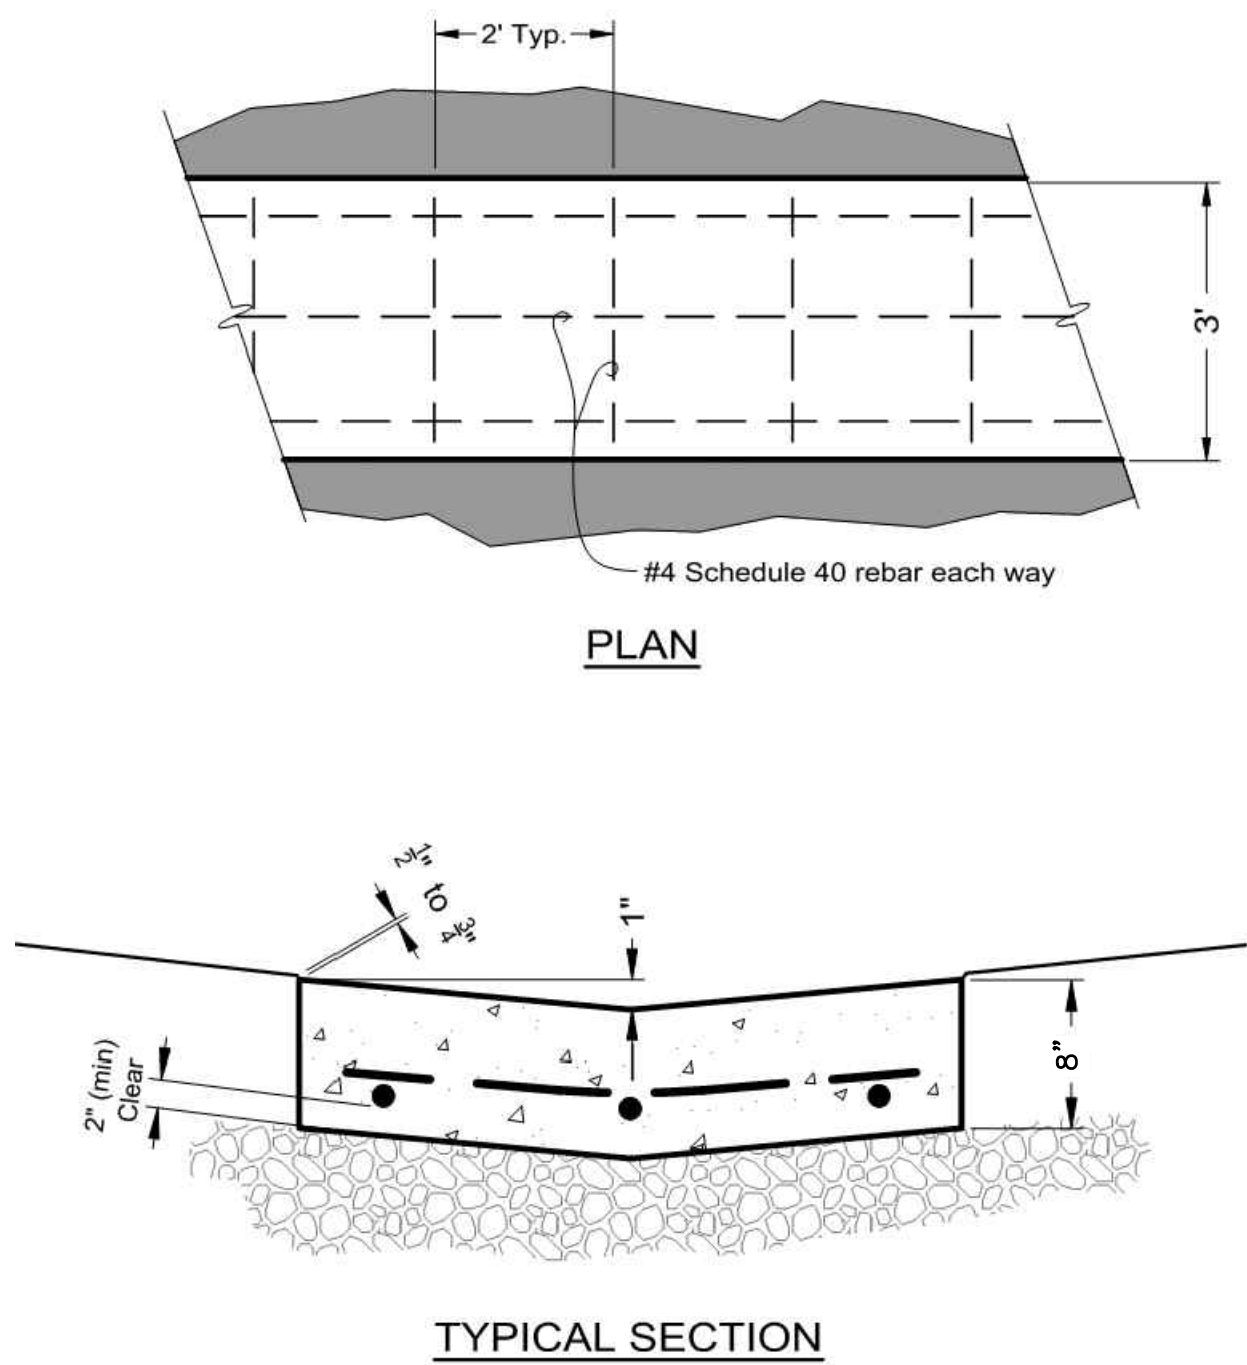 2' Typ.
3'
#4 Schedule 40 rebar each way
PLAN
1/2" to 3/4"
1"
2" (min)
Clear
8"
TYPICAL SECTION